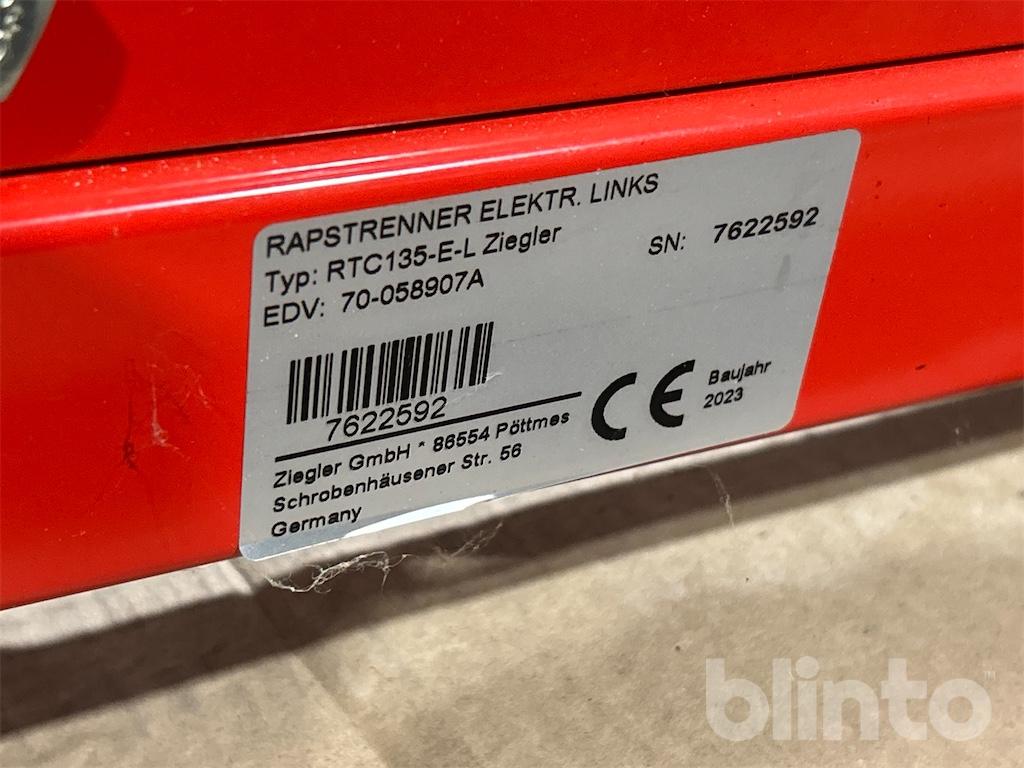 RAPSTRENNER ELEKTR. LINKS
Typ: RTC135-E-L Ziegler
SN: 7622592
EDV: 70-058907A
7622592
Ziegler GmbH * 86554 Pöttmes
Schrobenhäusener Str. 56
Germany
CE
Baujahr
2023
blinto™